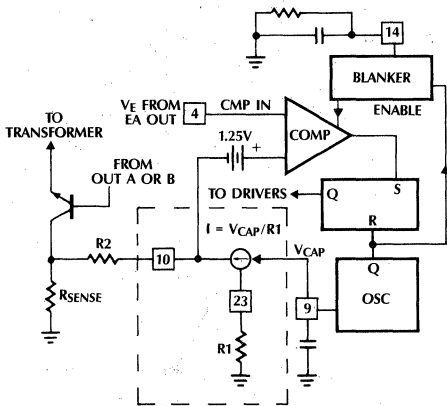 14
BLANKER
ENABLE
TO
TRANSFORMER
VE FROM
EA OUT
4
CMP IN
COMP
1.25V
+
FROM
OUT A OR B
TO DRIVERS
Q
S
R
I = VCAP/R1
VCAP
R2
10
Q
OSC
RSENSE
23
9
R1